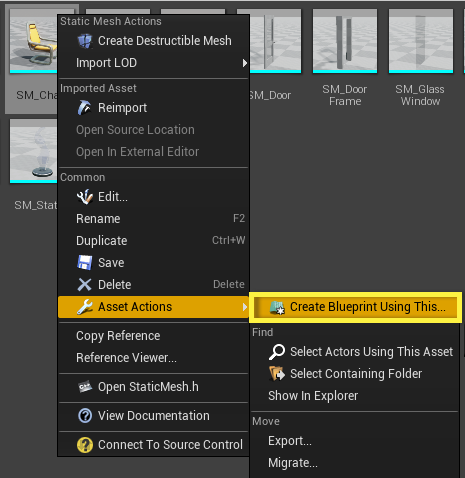 Static Mesh Actions
Create Destructible Mesh
Import LOD
Imported Asset
Reimport
Open Source Location
Open In External Editor
Common
Edit...
Rename F2
Duplicate Ctrl+W
Save
Delete Delete
Asset Actions
Copy Reference
Reference Viewer...
Open StaticMesh.h
View Documentation
Connect To Source Control
Create Blueprint Using This...
Find
Select Actors Using This Asset
Select Containing Folder
Show In Explorer
Move
Export...
Migrate...
SM_Cha
SM_Door
SM_Door
Frame
SM_Glass
Window
SM_Stat